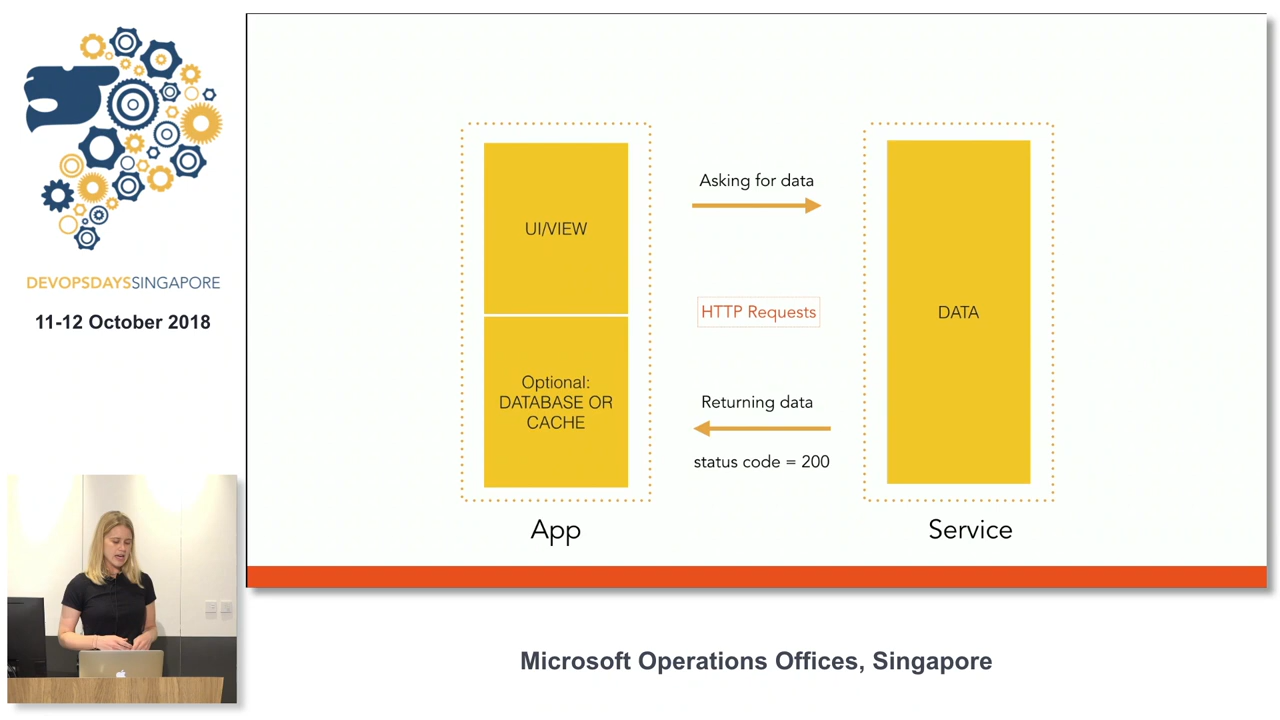 DEVOPSDAYSSINGAPORE
11-12 October 2018
UI/VIEW
Optional:
DATABASE OR
CACHE
App
Asking for data
HTTP Requests
Returning data
status code = 200
DATA
Service
Microsoft Operations Offices, Singapore